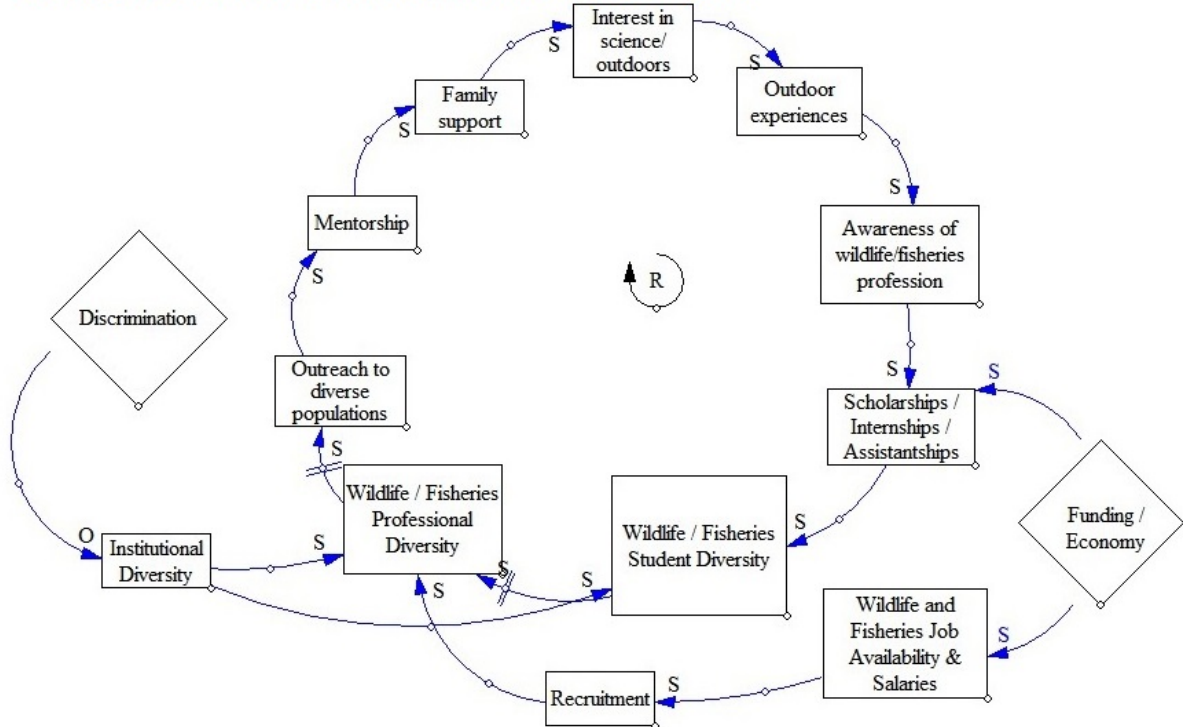 Interest in
science/
outdoors
S
S
Family
support
Outdoor
experiences
S
S
Mentorship
Awareness of
wildlife/fisheries
profession
S
R
Discrimination
Outreach to
diverse
populations
S
S
Scholarships /
Internships /
Assistantships
S
Wildlife / Fisheries
Professional
Diversity
Wildlife / Fisheries
Student Diversity
S
Funding /
Economy
O
Institutional
Diversity
S
S
S
S
Wildlife and
Fisheries Job
Availability &
Salaries
S
Recruitment
S